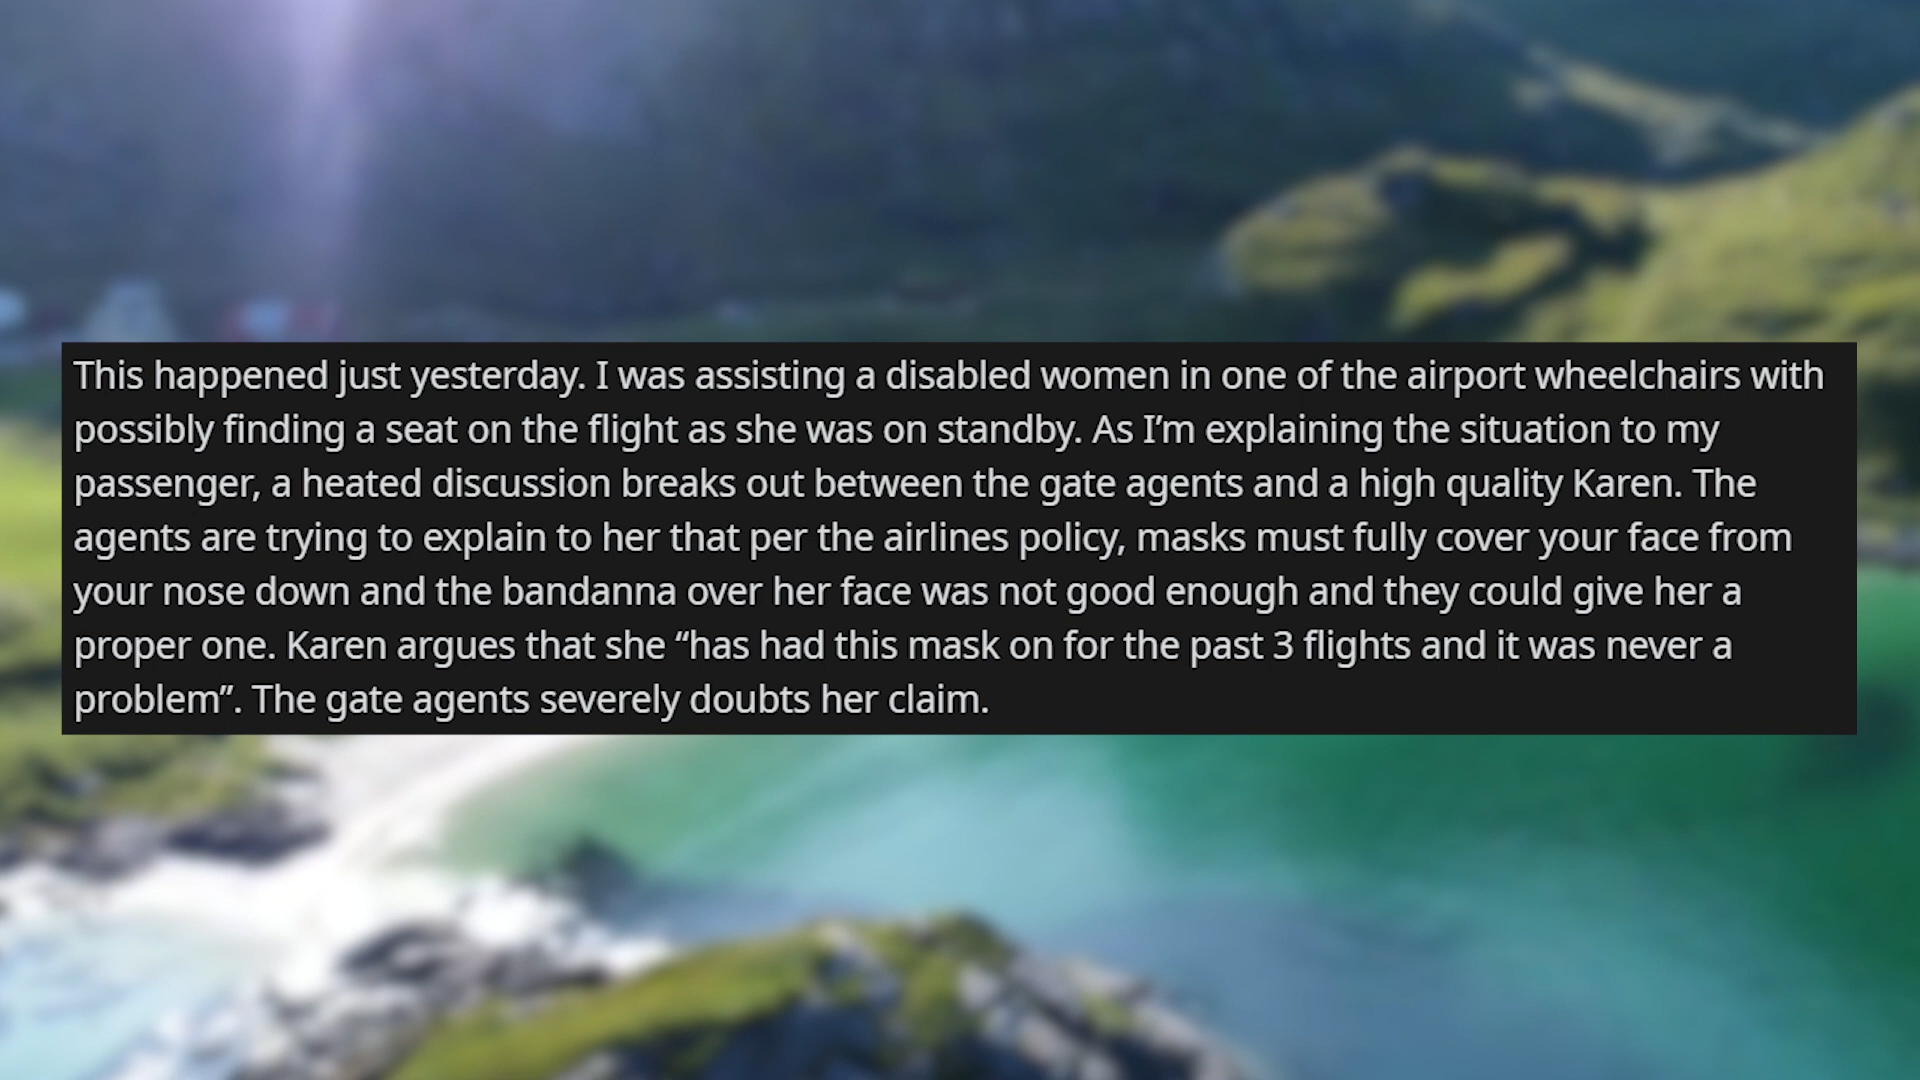 This happened just yesterday. I was assisting a disabled women in one of the airport wheelchairs with
possibly finding a seat on the flight as she was on standby. As I’m explaining the situation to my
passenger, a heated discussion breaks out between the gate agents and a high quality Karen. The
agents are trying to explain to her that per the airlines policy, masks must fully cover your face from
your nose down and the bandanna over her face was not good enough and they could give her a
proper one. Karen argues that she “has had this mask on for the past 3 flights and it was never a
problem”. The gate agents severely doubts her claim.